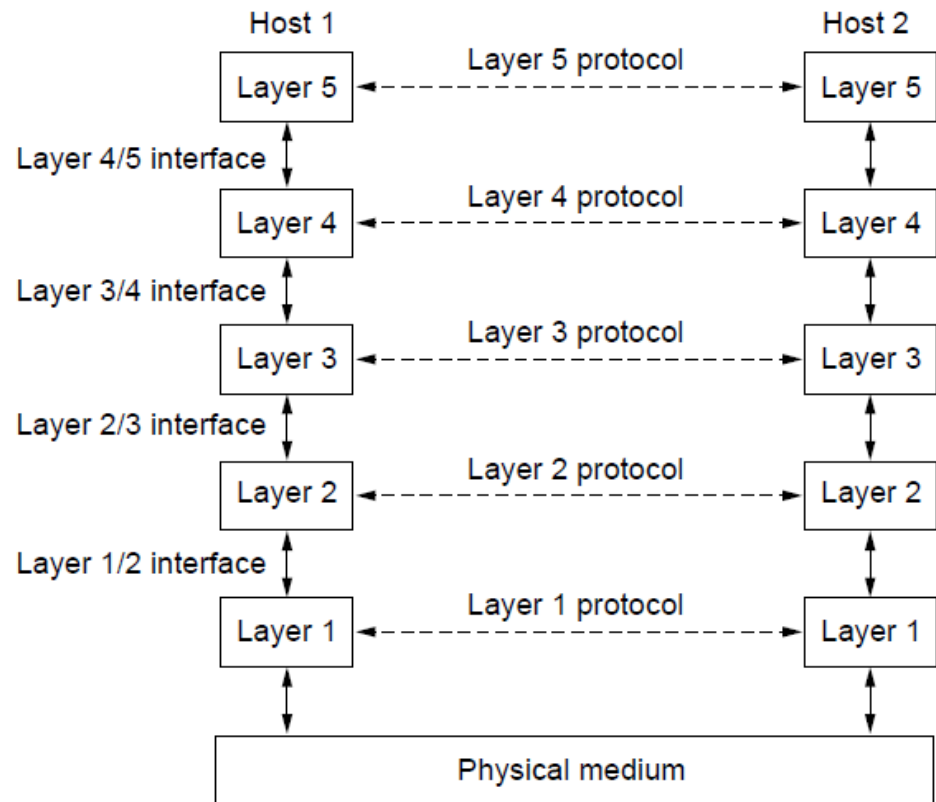 Host 1
Host 2
Layer 5 protocol
Layer 5
Layer 5
Layer 4/5 interface
Layer 4 protocol
Layer 4
Layer 4
Layer 3/4 interface
Layer 3 protocol
Layer 3
Layer 3
Layer 2/3 interface
Layer 2 protocol
Layer 2
Layer 2
Layer 1/2 interface
Layer 1 protocol
Layer 1
Layer 1
Physical medium